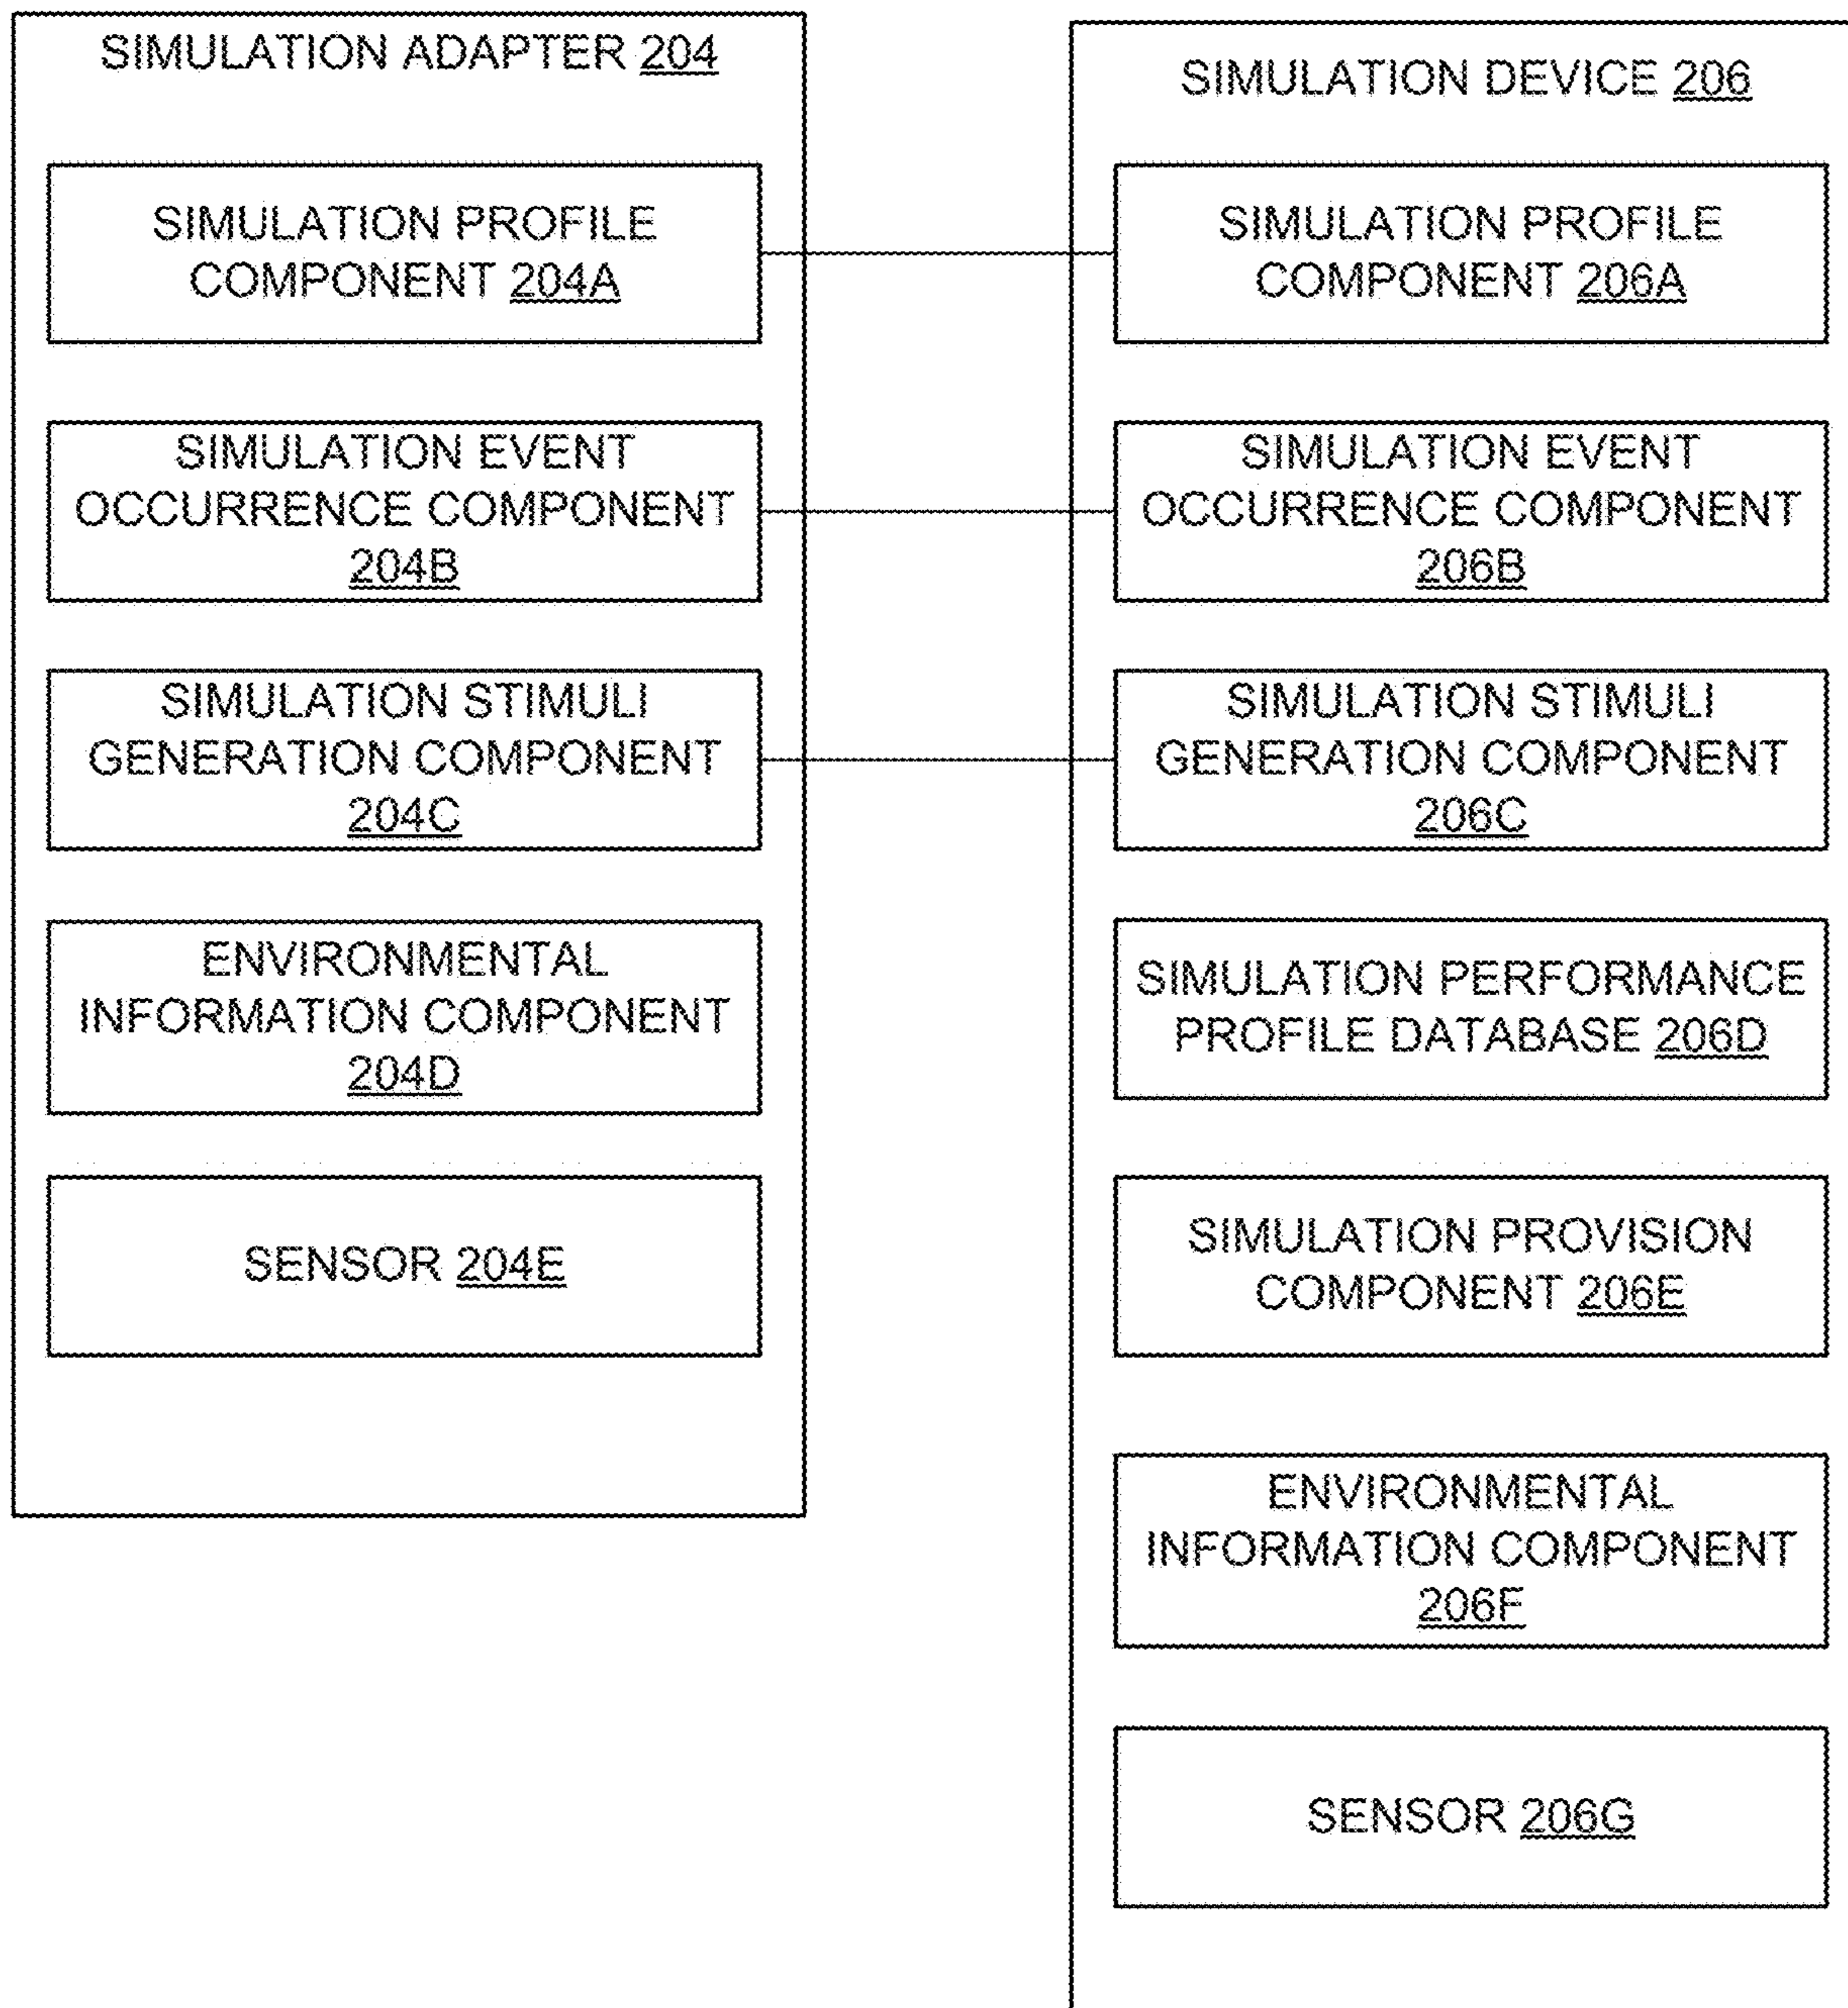 SIMULATION ADAPTER 204
SIMULATION PROFILE
COMPONENT 204A
SIMULATION EVENT
OCCURRENCE COMPONENT
204B
SIMULATION STIMULI
GENERATION COMPONENT
204C
ENVIRONMENTAL
INFORMATION COMPONENT
204D
SENSOR 204E
SIMULATION DEVICE 206
SIMULATION PROFILE
COMPONENT 206A
SIMULATION EVENT
OCCURRENCE COMPONENT
206B
SIMULATION STIMULI
GENERATION COMPONENT
206C
SIMULATION PERFORMANCE
PROFILE DATABASE 206D
SIMULATION PROVISION
COMPONENT 206E
ENVIRONMENTAL
INFORMATION COMPONENT
206F
SENSOR 206G